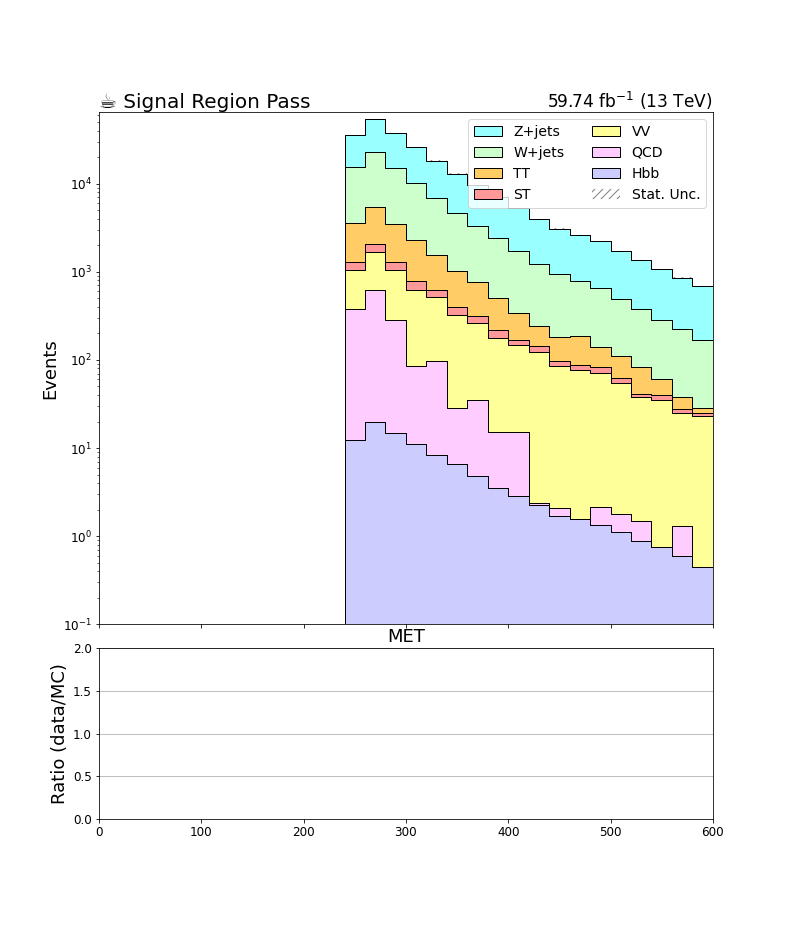 ☕ Signal Region Pass
59.74 fb⁻¹ (13 TeV)
Z+jets
W+jets
TT
ST
VV
QCD
Hbb
Stat. Unc.
Events
10⁴
10³
10²
10¹
10⁰
10⁻¹
MET
Ratio (data/MC)
2.0
1.5
1.0
0.5
0.0
0 100 200 300 400 500 600